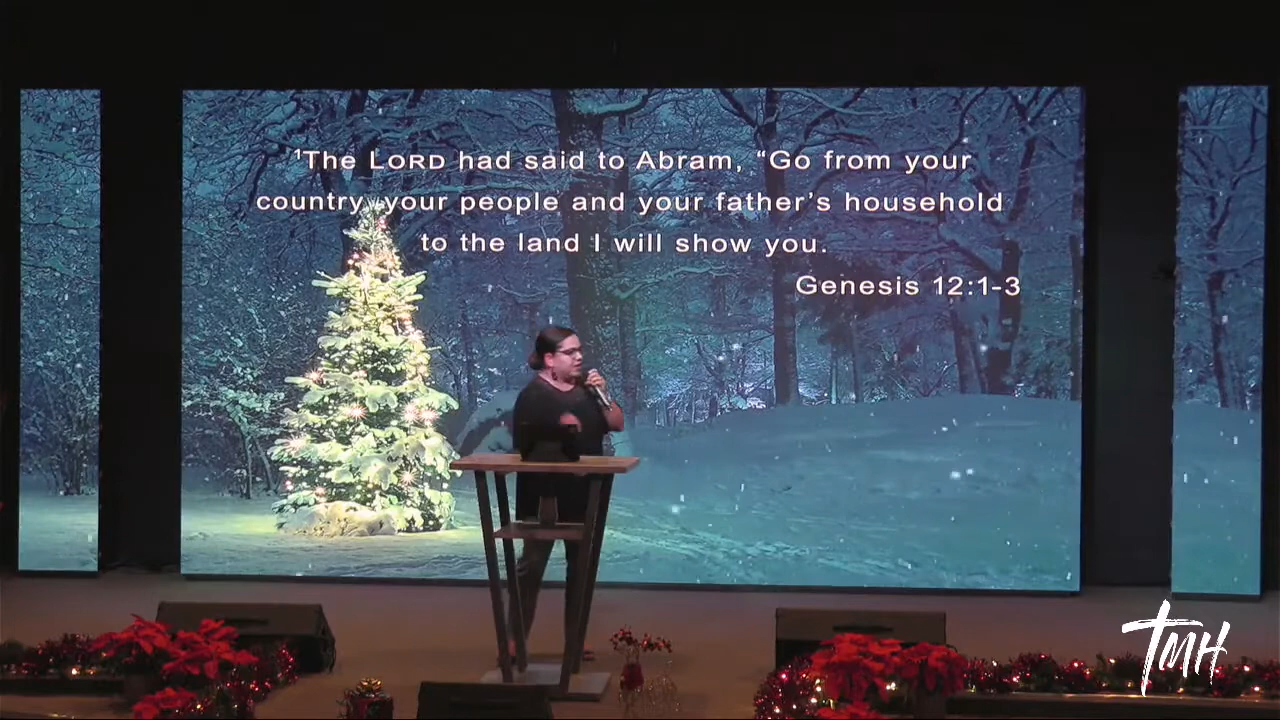 ¹The LORD had said to Abram, “Go from your
country, your people and your father’s household
to the land I will show you.
Genesis 12:1-3
TMH